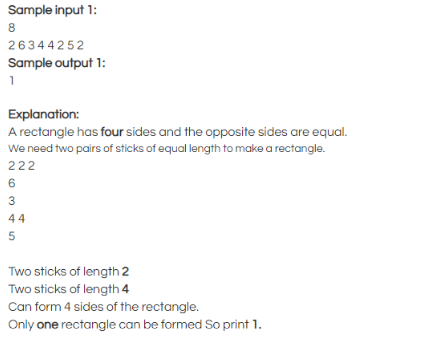 Sample input 1:
8
2 6 3 4 4 2 5 2
Sample output 1:
1
Explanation:
A rectangle has four sides and the opposite sides are equal.
We need two pairs of sticks of equal length to make a rectangle.
2 2 2
6
3
4 4
5
Two sticks of length 2
Two sticks of length 4
Can form 4 sides of the rectangle.
Only one rectangle can be formed So print 1.